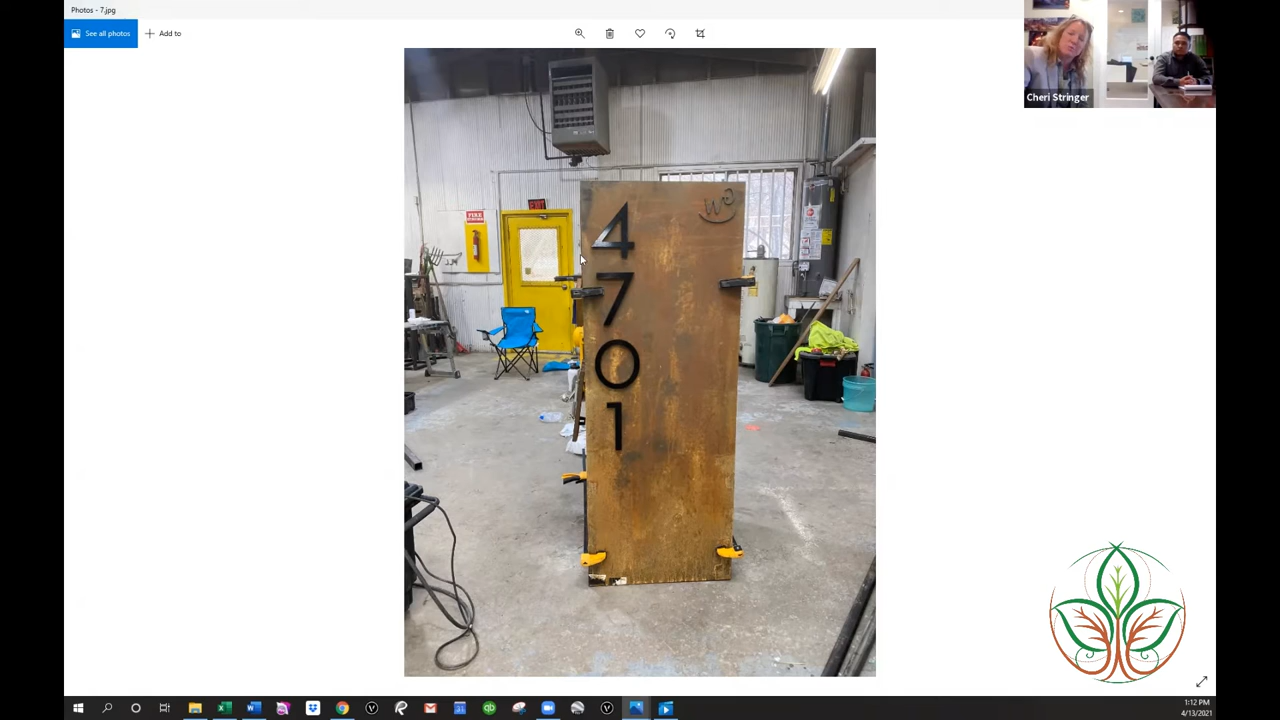 Photos - 7.jpg
See all photos
Add to
Cheri Stringer
EXIT
FIRE
4
7
0
1
1:12 PM
4/13/2021